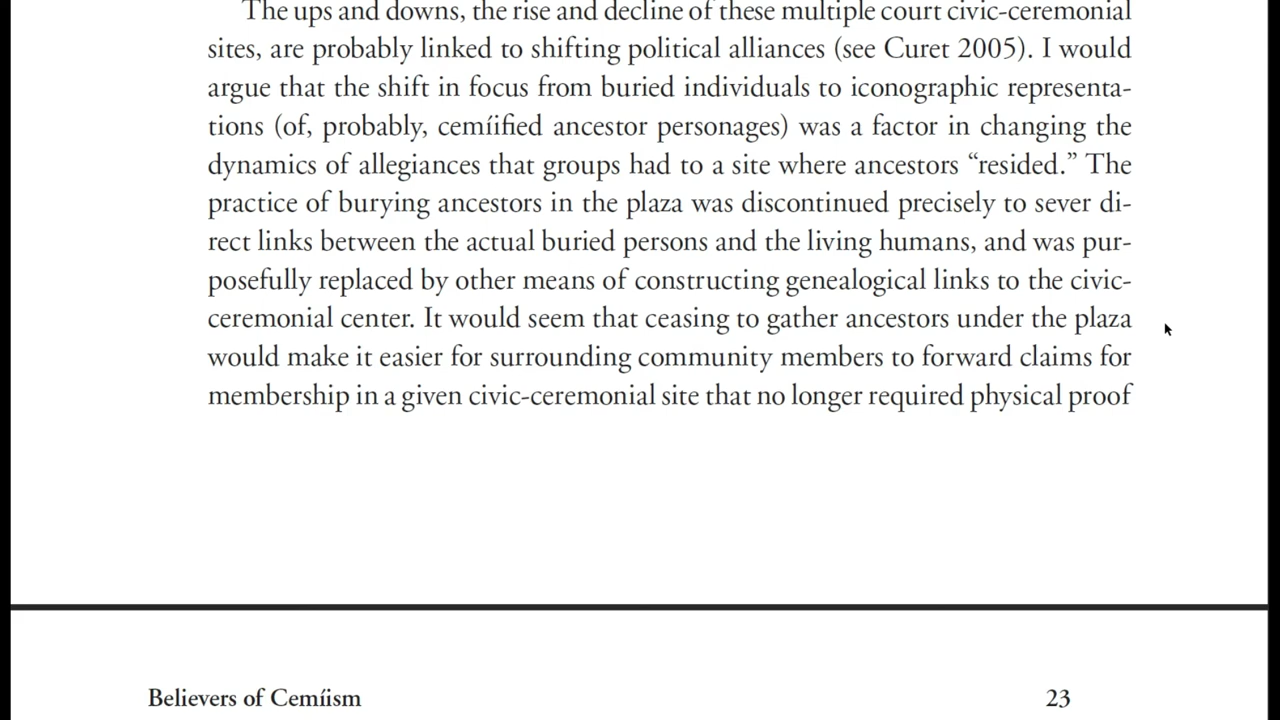 The ups and downs, the rise and decline of these multiple court civic-ceremonial
sites, are probably linked to shifting political alliances (see Curet 2005). I would
argue that the shift in focus from buried individuals to iconographic representa-
tions (of, probably, cemíified ancestor personages) was a factor in changing the
dynamics of allegiances that groups had to a site where ancestors “resided.” The
practice of burying ancestors in the plaza was discontinued precisely to sever di-
rect links between the actual buried persons and the living humans, and was pur-
posefully replaced by other means of constructing genealogical links to the civic-
ceremonial center. It would seem that ceasing to gather ancestors under the plaza
would make it easier for surrounding community members to forward claims for
membership in a given civic-ceremonial site that no longer required physical proof
Believers of Cemíism 23